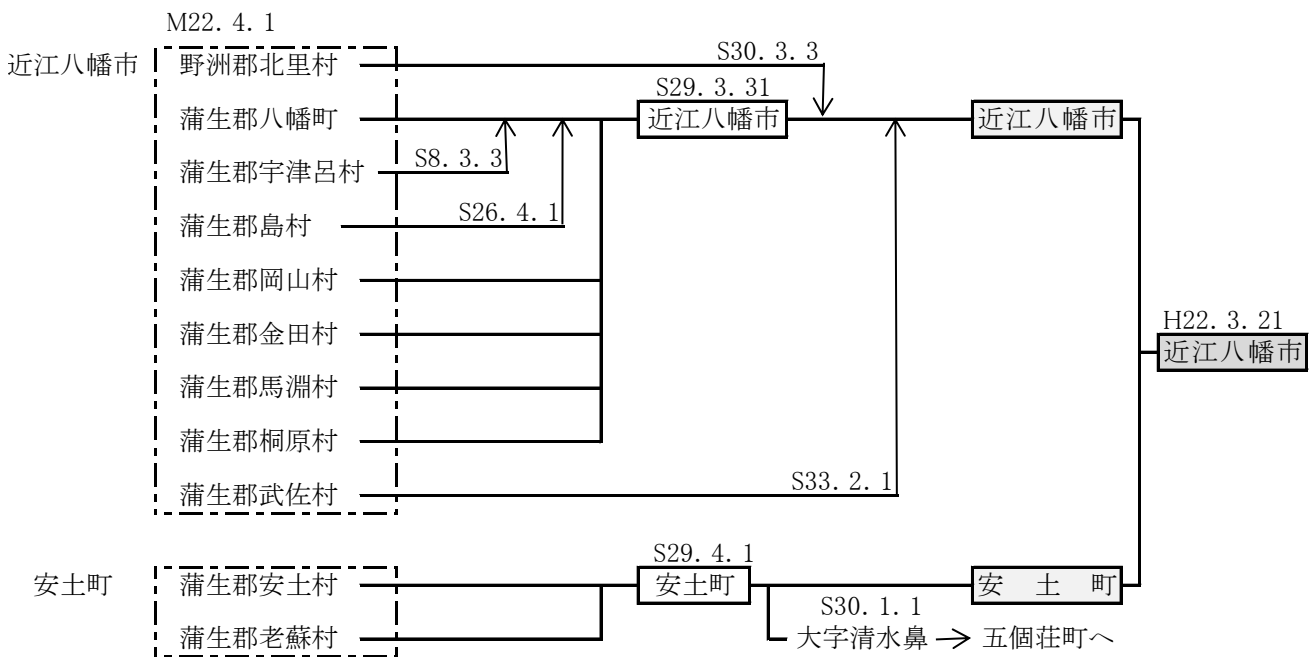 M22. 4. 1
近江八幡市 野洲郡北里村 S30. 3. 3
S29. 3. 31
蒲生郡八幡町 近江八幡市 近江八幡市
蒲生郡宇津呂村 S8. 3. 3
蒲生郡島村 S26. 4. 1
蒲生郡岡山村
蒲生郡金田村
H22. 3. 21
近江八幡市
蒲生郡馬淵村
蒲生郡桐原村
蒲生郡武佐村 S33. 2. 1
S29. 4. 1
安土町 蒲生郡安土村 安土町 安 土 町
S30. 1. 1
蒲生郡老蘇村 大字清水鼻 五個荘町へ